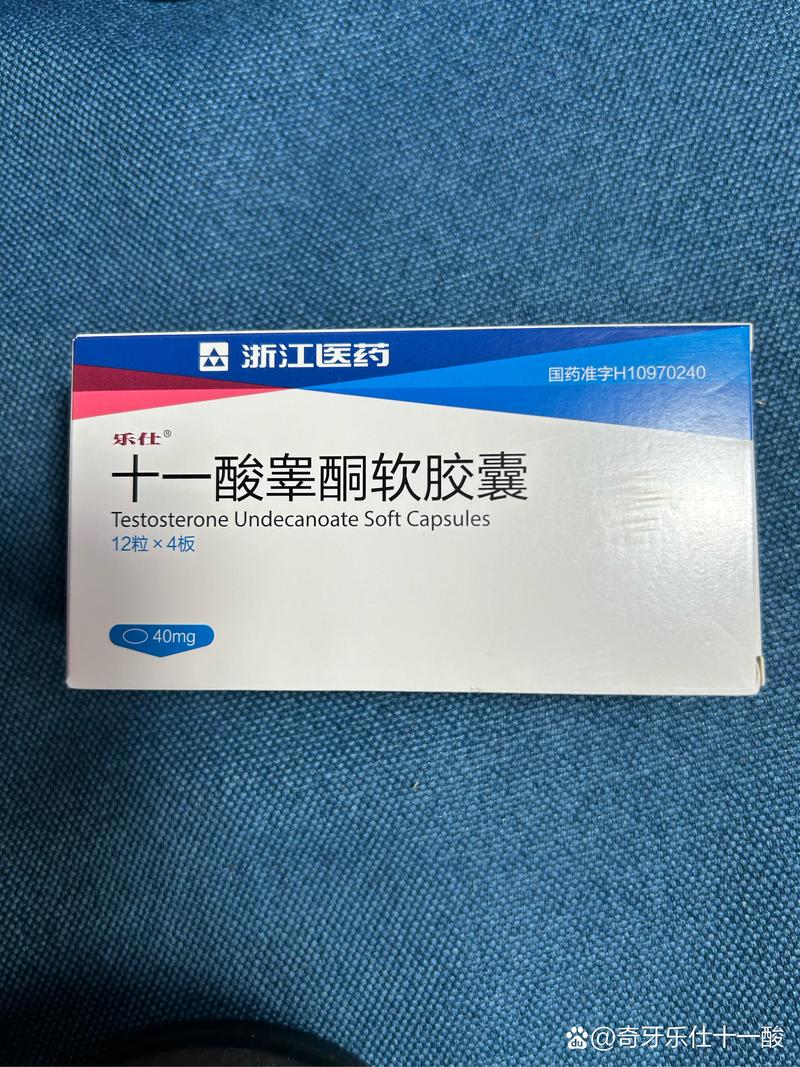 浙江医药
国药准字H10970240
乐仕®
十一酸睾酮软胶囊
Testosterone Undecanoate Soft Capsules
12粒×4板
40mg
du @奇牙乐仕十一酸